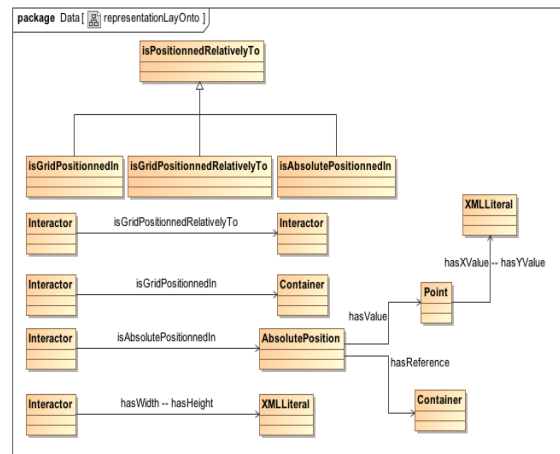 package Data [ representationLayOnto ]
isPositionnedRelativelyTo
isGridPositionnedIn
isGridPositionnedRelativelyTo
isAbsolutePositionnedIn
XMLLiteral
Interactor
isGridPositionnedRelativelyTo
Interactor
hasXValue -- hasYValue
Interactor
isGridPositionnedIn
Container
Point
hasValue
Interactor
isAbsolutePositionnedIn
AbsolutePosition
hasReference
Interactor
hasWidth -- hasHeight
XMLLiteral
Container